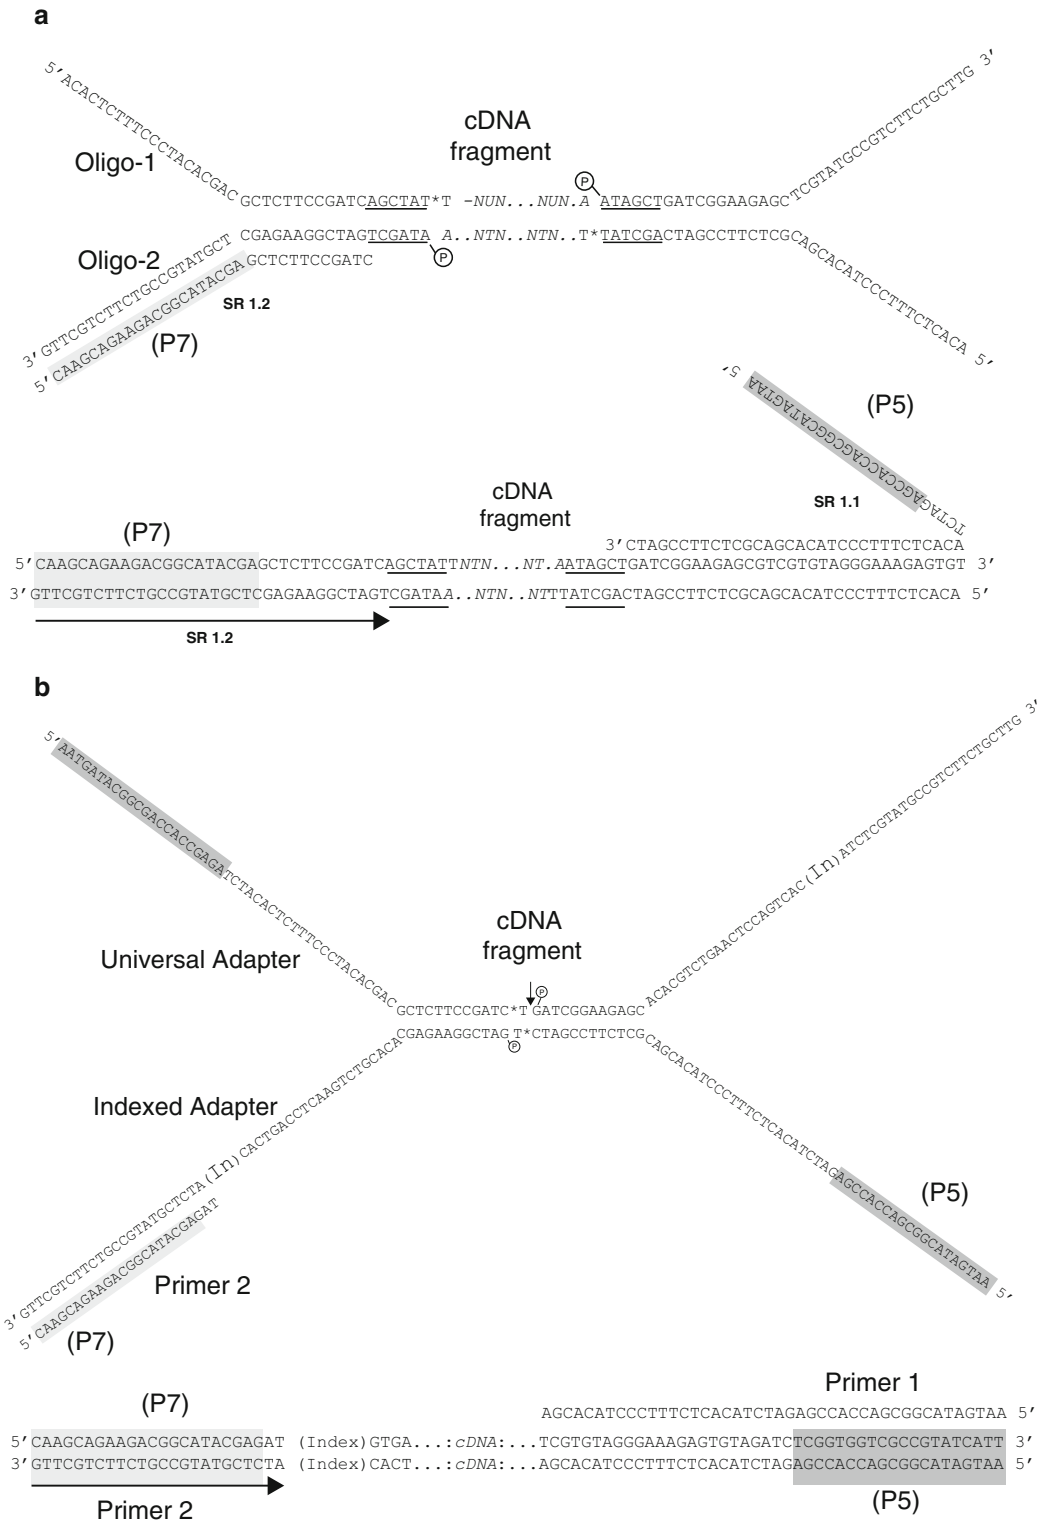 a
5′ACACTCTTTCCCTACACGAC
TCGTATGCCGTCTTCTGCTTG 3′
cDNA
fragment
Oligo-1
P
GCTCTTCCGATCAGCTAT*T -NUN...NUN.A ATAGCTGATCGGAAGAGC
CGAGAAGGCTAGTCGATA A..NTN..NTN..T*TATCGACTAGCCTTCTCGC
P
Oligo-2
GCTCTTCCGATC
SR 1.2
3′GTTCGTCTTCTGCCGTATGCT
5′CAAGCAGAAGACGGCATACGA
(P7)
AGCACATCCCTTTCTCACA 5′
5′
AATGATACGGCGACCACCGAGATCT
(P5)
SR 1.1
cDNA
fragment
(P7)
3′CTAGCCTTCTCGCAGCACATCCCTTTCTCACA
5′CAAGCAGAAGACGGCATACGAGCTCTTCCGATCAGCTATTNTN...NT.AATAGCTGATCGGAAGAGCGTCGTGTAGGGAAAGAGTGT 3′
3′GTTCGTCTTCTGCCGTATGCTCGAGAAGGCTAGTCGATAA..NTN..NTTTATCGACTAGCCTTCTCGCAGCACATCCCTTTCTCACA 5′
SR 1.2
b
5′AATGATACGGCGACCACCGAGATCTACACTCTTTCCCTACACGAC
ACACGTCTGAACTCCAGTCAC(In)ATCTCGTATGCCGTCTTCTGCTTG 3′
cDNA
fragment
Universal Adapter
P
GCTCTTCCGATC*T GATCGGAAGAGC
CGAGAAGGCTAG T*CTAGCCTTCTCG
P
Indexed Adapter
3′GTTCGTCTTCTGCCGTATGCTCTA(In)CACTGACCTCAAGTCTGCACA
CAGCACATCCCTTTCTCACATCTAGAGCCACCAGCGGCATAGTAA 5′
(P5)
5′CAAGCAGAAGACGGCATACGAGAT
Primer 2
(P7)
Primer 1
(P7)
AGCACATCCCTTTCTCACATCTAGAGCCACCAGCGGCATAGTAA 5′
5′CAAGCAGAAGACGGCATACGAGAT (Index)GTGA...:cDNA:...TCGTGTAGGGAAAGAGTGTAGATCTCGGTGGTCGCCGTATCATT 3′
3′GTTCGTCTTCTGCCGTATGCTCTA (Index)CACT...:cDNA:...AGCACATCCCTTTCTCACATCTAGAGCCACCAGCGGCATAGTAA 5′
Primer 2
(P5)